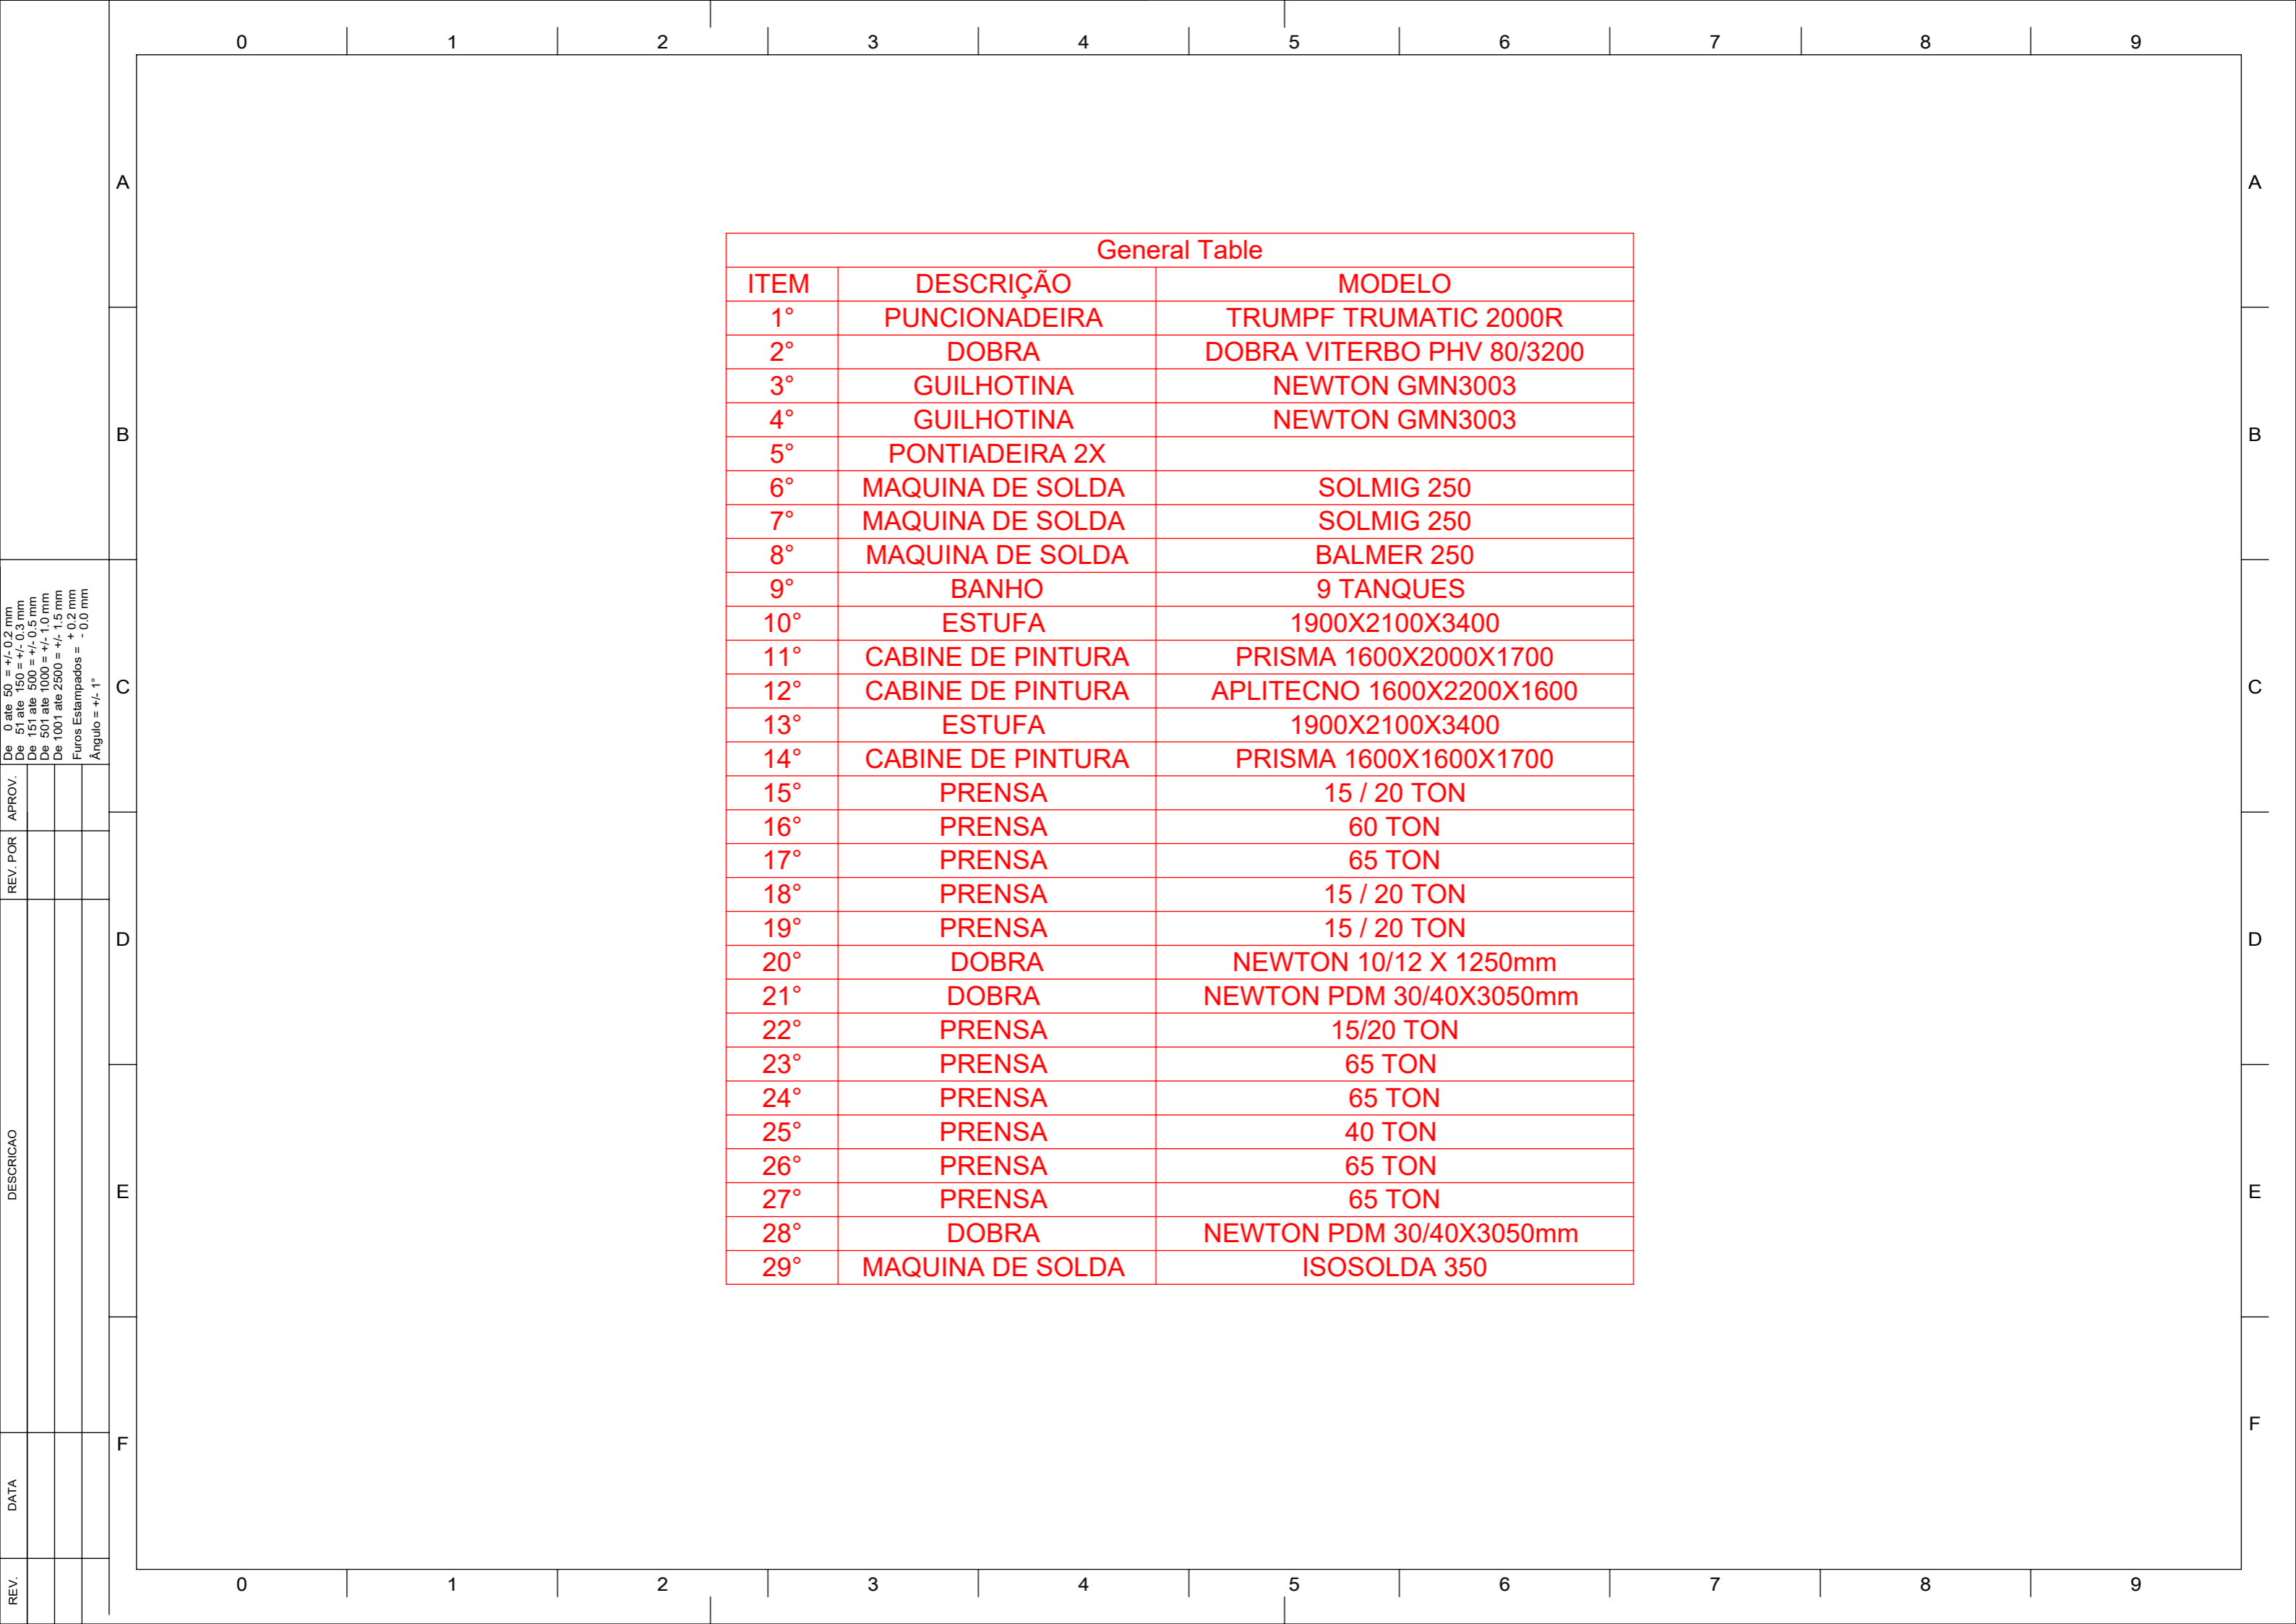 0 1 2 3 4 5 6 7 8 9
A A
General Table
ITEM DESCRIÇÃO MODELO
1° PUNCIONADEIRA TRUMPF TRUMATIC 2000R
2° DOBRA DOBRA VITERBO PHV 80/3200
3° GUILHOTINA NEWTON GMN3003
4° GUILHOTINA NEWTON GMN3003
B B
5° PONTIADEIRA 2X
6° MAQUINA DE SOLDA SOLMIG 250
7° MAQUINA DE SOLDA SOLMIG 250
8° MAQUINA DE SOLDA BALMER 250
9° BANHO 9 TANQUES
10° ESTUFA 1900X2100X3400
11° CABINE DE PINTURA PRISMA 1600X2000X1700
12° CABINE DE PINTURA APLITECNO 1600X2200X1600
C C
13° ESTUFA 1900X2100X3400
14° CABINE DE PINTURA PRISMA 1600X1600X1700
15° PRENSA 15 / 20 TON
16° PRENSA 60 TON
17° PRENSA 65 TON
18° PRENSA 15 / 20 TON
19° PRENSA 15 / 20 TON
D D
20° DOBRA NEWTON 10/12 X 1250mm
21° DOBRA NEWTON PDM 30/40X3050mm
22° PRENSA 15/20 TON
23° PRENSA 65 TON
24° PRENSA 65 TON
25° PRENSA 40 TON
26° PRENSA 65 TON
27° PRENSA 65 TON
E E
28° DOBRA NEWTON PDM 30/40X3050mm
29° MAQUINA DE SOLDA ISOSOLDA 350
F F
0 1 2 3 4 5 6 7 8 9
De 0 ate 50 = +/- 0.2 mm
De 51 ate 150 = +/- 0.3 mm
De 151 ate 500 = +/- 0.5 mm
De 501 ate 1000 = +/- 1.0 mm
De 1001 ate 2500 = +/- 1.5 mm
Furos Estampados = + 0.2 mm
- 0.0 mm
Ângulo = +/- 1°
REV. DATA DESCRICAO REV. POR APROV.